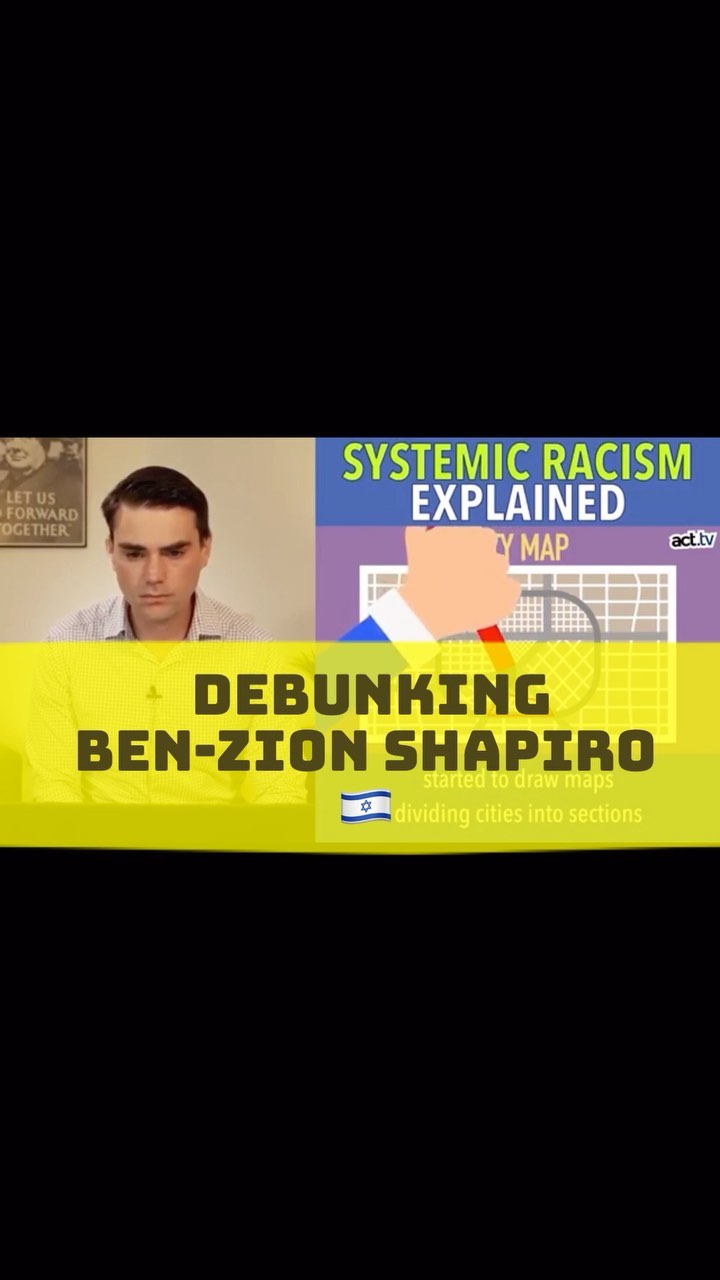 LET US
FORWARD
TOGETHER"
SYSTEMIC RACISM
EXPLAINED
MAP
act.tv
DEBUNKING
BEN-ZION SHAPIRO
started to draw maps
dividing cities into sections